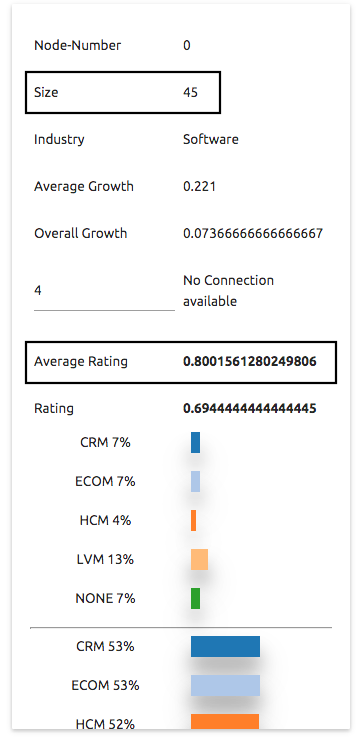 Node-Number 0
Size 45
Industry Software
Average Growth 0.221
Overall Growth 0.07366666666666667
4 No Connection
available
Average Rating 0.8001561280249806
Rating 0.6944444444444445
CRM 7%
ECOM 7%
HCM 4%
LVM 13%
NONE 7%
CRM 53%
ECOM 53%
HCM 52%